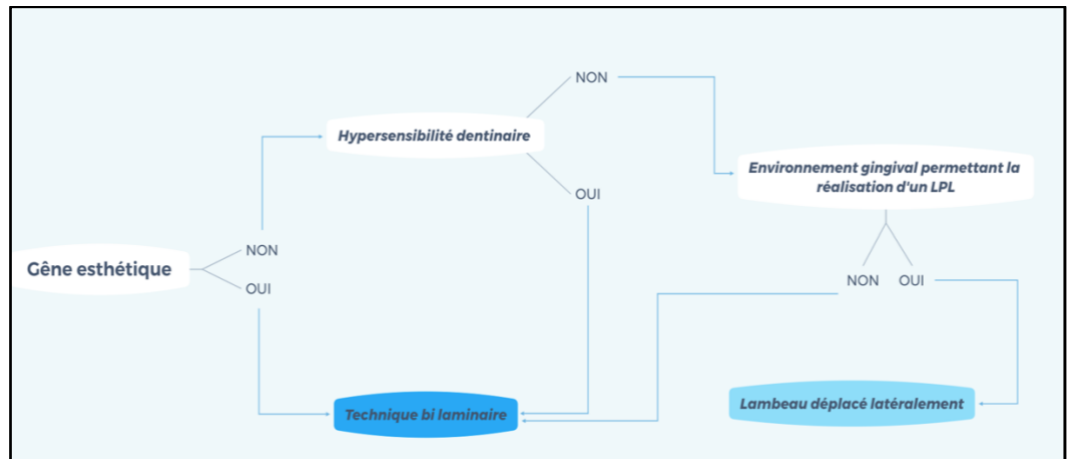 NON
Hypersensibilité dentinaire
Environnement gingival permettant la
réalisation d'un LPL
OUI
NON
Gêne esthétique
OUI
NON OUI
Technique bi laminaire
Lambeau déplacé latéralement